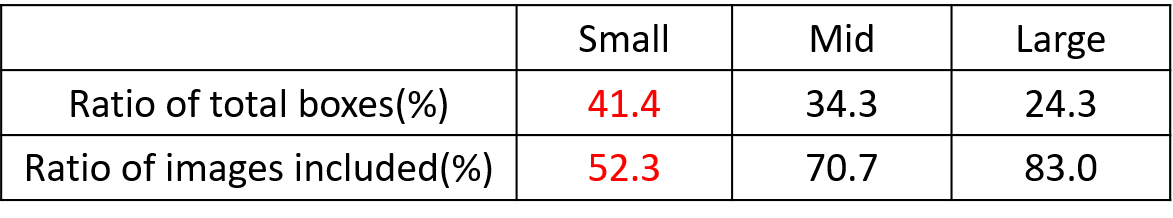 Small Mid Large
Ratio of total boxes(%) 41.4 34.3 24.3
Ratio of images included(%) 52.3 70.7 83.0